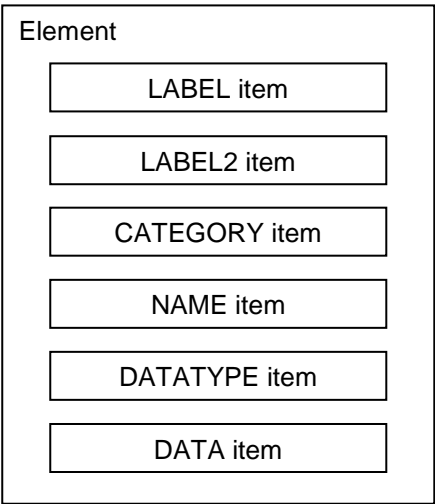 Element
LABEL item
LABEL2 item
CATEGORY item
NAME item
DATATYPE item
DATA item